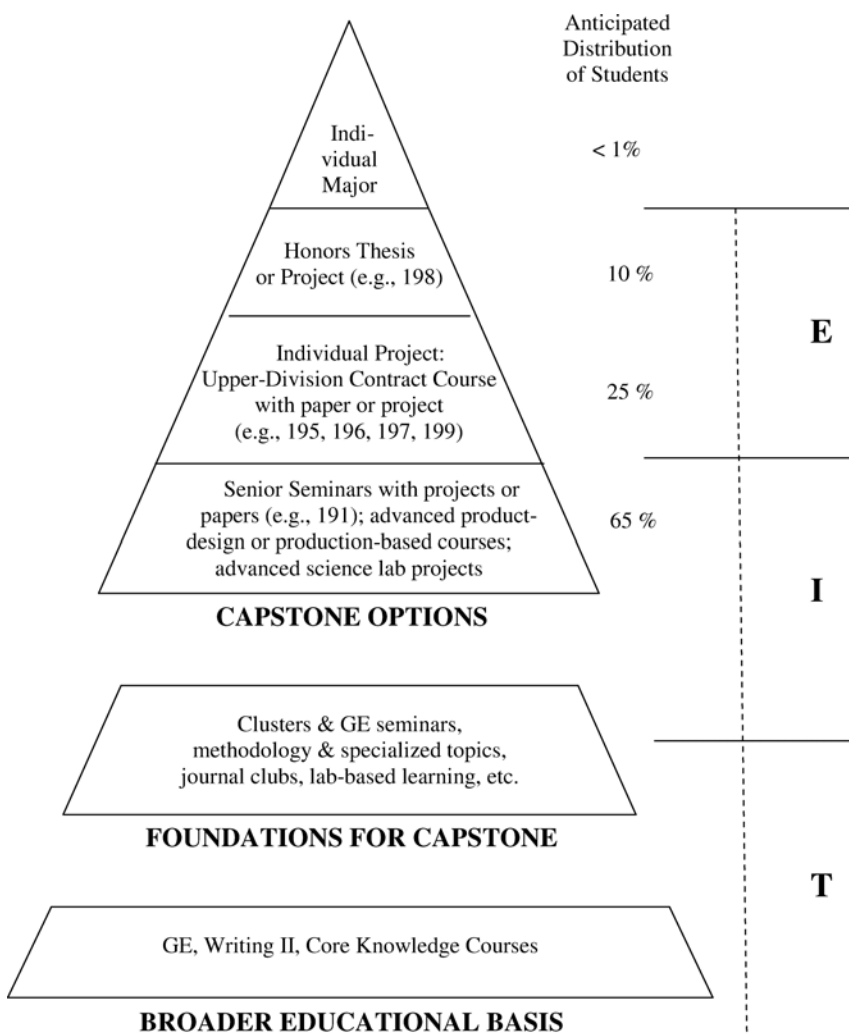 Anticipated
Distribution
of Students
Indi-
vidual
Major
< 1%
Honors Thesis
or Project (e.g., 198)
10 %
E
Individual Project:
Upper-Division Contract Course
with paper or project
(e.g., 195, 196, 197, 199)
25 %
Senior Seminars with projects or
papers (e.g., 191); advanced product-
design or production-based courses;
advanced science lab projects
65 %
I
CAPSTONE OPTIONS
Clusters & GE seminars,
methodology & specialized topics,
journal clubs, lab-based learning, etc.
FOUNDATIONS FOR CAPSTONE
T
GE, Writing II, Core Knowledge Courses
BROADER EDUCATIONAL BASIS